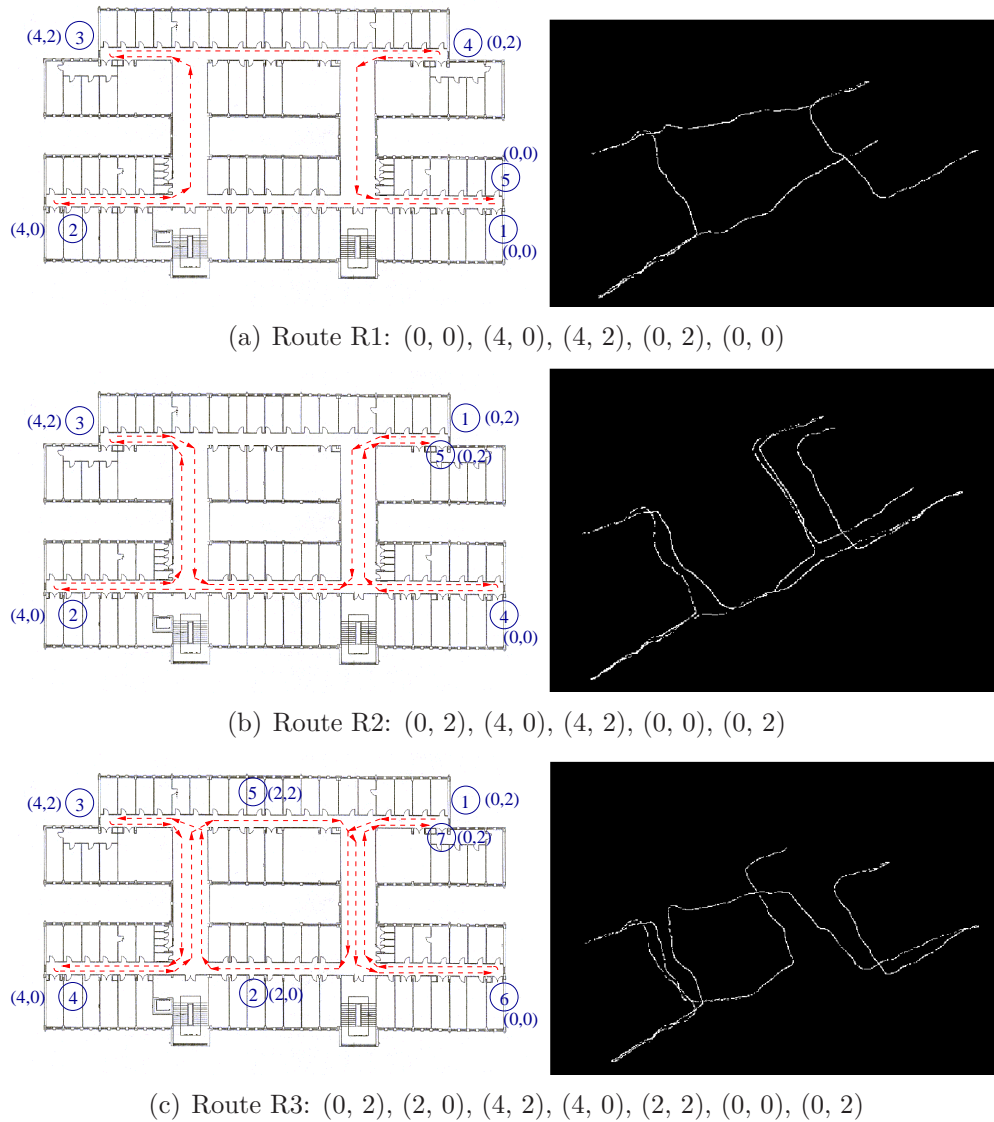 (4,2) 3 4 (0,2)
(0,0)
5
(4,0) 2 1
(0,0)
(a) Route R1: (0, 0), (4, 0), (4, 2), (0, 2), (0, 0)
(4,2) 3 1 (0,2)
5 (0,2)
(4,0) 2 4
(0,0)
(b) Route R2: (0, 2), (4, 0), (4, 2), (0, 0), (0, 2)
5 (2,2)
(4,2) 3 1 (0,2)
7 (0,2)
(4,0) 4 2 (2,0) 6
(0,0)
(c) Route R3: (0, 2), (2, 0), (4, 2), (4, 0), (2, 2), (0, 0), (0, 2)